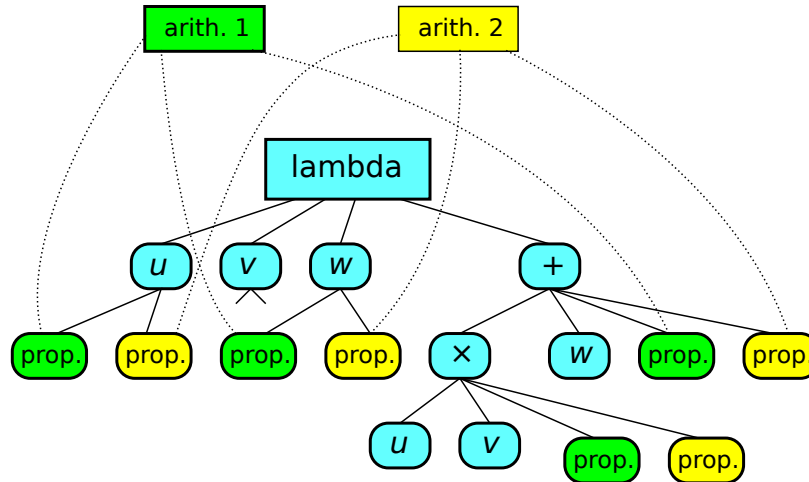 arith. 1 arith. 2
lambda
u v w +
prop. prop. prop. prop. × w prop. prop
u v prop. prop.